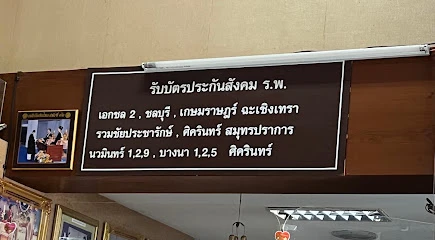 รับบัตรประกันสังคม ร.พ.
เอกชล 2 , ชลบุรี , เกษมราษฎร์ ฉะเชิงเทรา
รวมชัยประชารักษ์ , ศิครินทร์ สมุทรปราการ
นวมินทร์ 1,2,9 , บางนา 1,2,5 ศิครินทร์